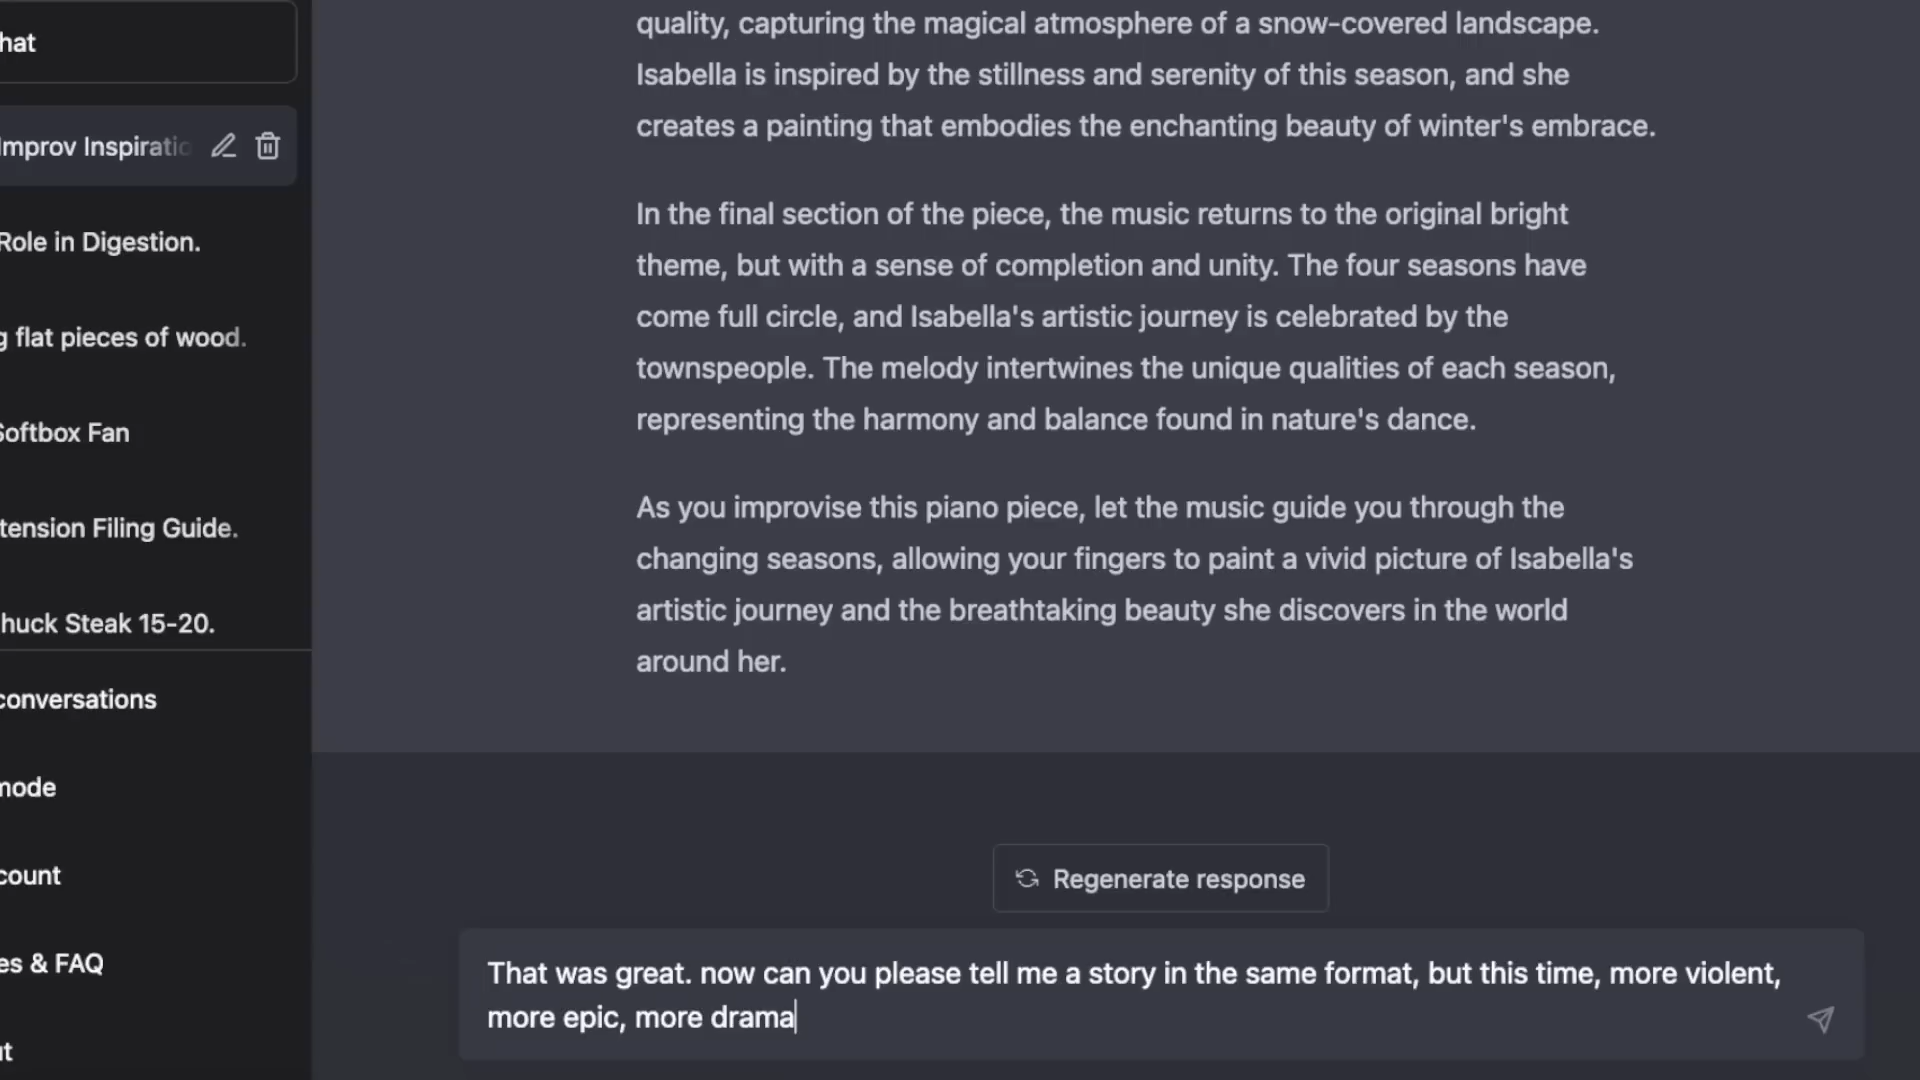 hat
Improv Inspiratio
Role in Digestion.
g flat pieces of wood.
Softbox Fan
tension Filing Guide.
huck Steak 15-20.
conversations
mode
count
es & FAQ
ut
quality, capturing the magical atmosphere of a snow-covered landscape.
Isabella is inspired by the stillness and serenity of this season, and she
creates a painting that embodies the enchanting beauty of winter's embrace.
In the final section of the piece, the music returns to the original bright
theme, but with a sense of completion and unity. The four seasons have
come full circle, and Isabella's artistic journey is celebrated by the
townspeople. The melody intertwines the unique qualities of each season,
representing the harmony and balance found in nature's dance.
As you improvise this piano piece, let the music guide you through the
changing seasons, allowing your fingers to paint a vivid picture of Isabella's
artistic journey and the breathtaking beauty she discovers in the world
around her.
Regenerate response
That was great. now can you please tell me a story in the same format, but this time, more violent,
more epic, more drama